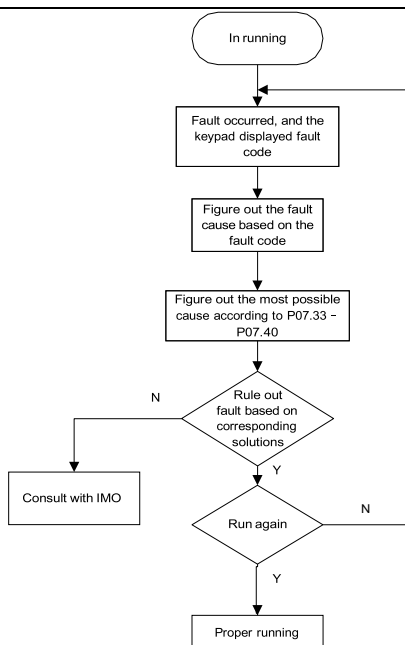 In running
Fault occurred, and the
keypad displayed fault
code
Figure out the fault
cause based on the
fault code
Figure out the most possible
cause according to P07.33 –
P07.40
N
Rule out
fault based on
corresponding
solutions
Y
Consult with IMO
Run again
N
Y
Proper running